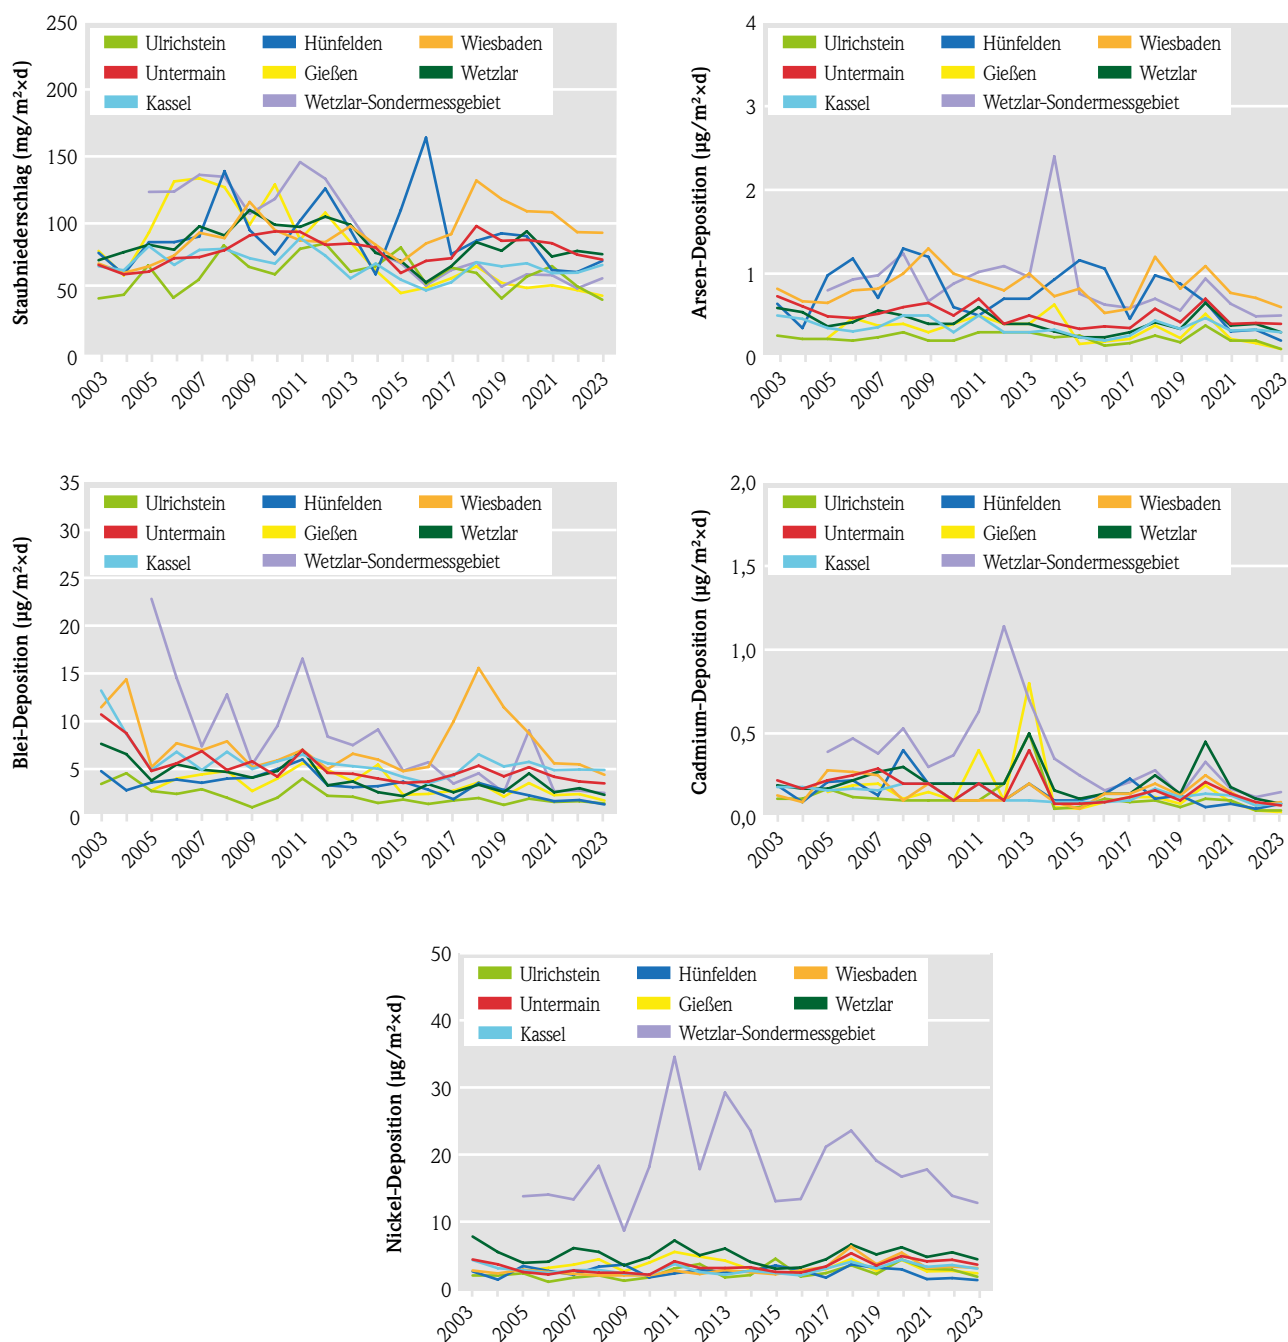 Staubniederschlag (mg/m²×d)
250
200
150
100
50
0
Ulrichstein Hünfelden Wiesbaden
Untermain Gießen Wetzlar
Kassel Wetzlar-Sondermessgebiet
2003 2005 2007 2009 2011 2013 2015 2017 2019 2021 2023
Arsen-Deposition (µg/m²×d)
4
3
2
1
0
Ulrichstein Hünfelden Wiesbaden
Untermain Gießen Wetzlar
Kassel Wetzlar-Sondermessgebiet
2003 2005 2007 2009 2011 2013 2015 2017 2019 2021 2023
Blei-Deposition (µg/m²×d)
35
30
25
20
15
10
5
0
Ulrichstein Hünfelden Wiesbaden
Untermain Gießen Wetzlar
Kassel Wetzlar-Sondermessgebiet
2003 2005 2007 2009 2011 2013 2015 2017 2019 2021 2023
Cadmium-Deposition (µg/m²×d)
2,0
1,5
1,0
0,5
0,0
Ulrichstein Hünfelden Wiesbaden
Untermain Gießen Wetzlar
Kassel Wetzlar-Sondermessgebiet
2003 2005 2007 2009 2011 2013 2015 2017 2019 2021 2023
Nickel-Deposition (µg/m²×d)
50
40
30
20
10
0
Ulrichstein Hünfelden Wiesbaden
Untermain Gießen Wetzlar
Kassel Wetzlar-Sondermessgebiet
2003 2005 2007 2009 2011 2013 2015 2017 2019 2021 2023